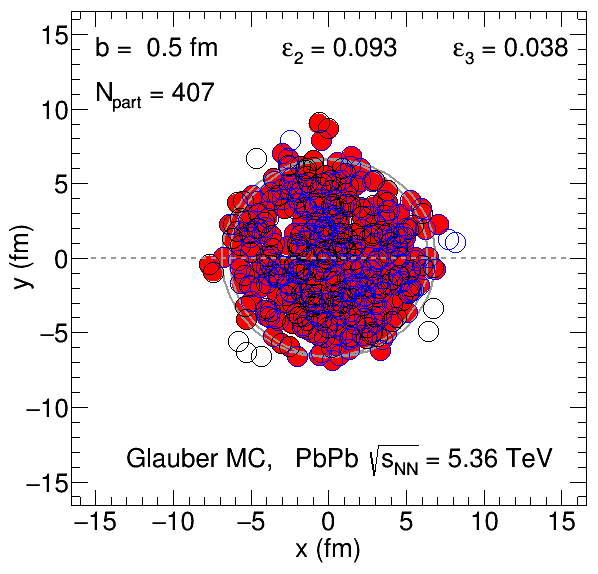 b = 0.5 fm ε2 = 0.093 ε3 = 0.038
Npart = 407
15
10
5
0
−5
−10
−15
y (fm)
Glauber MC, PbPb √sNN = 5.36 TeV
−15 −10 −5 0 5 10 15
x (fm)